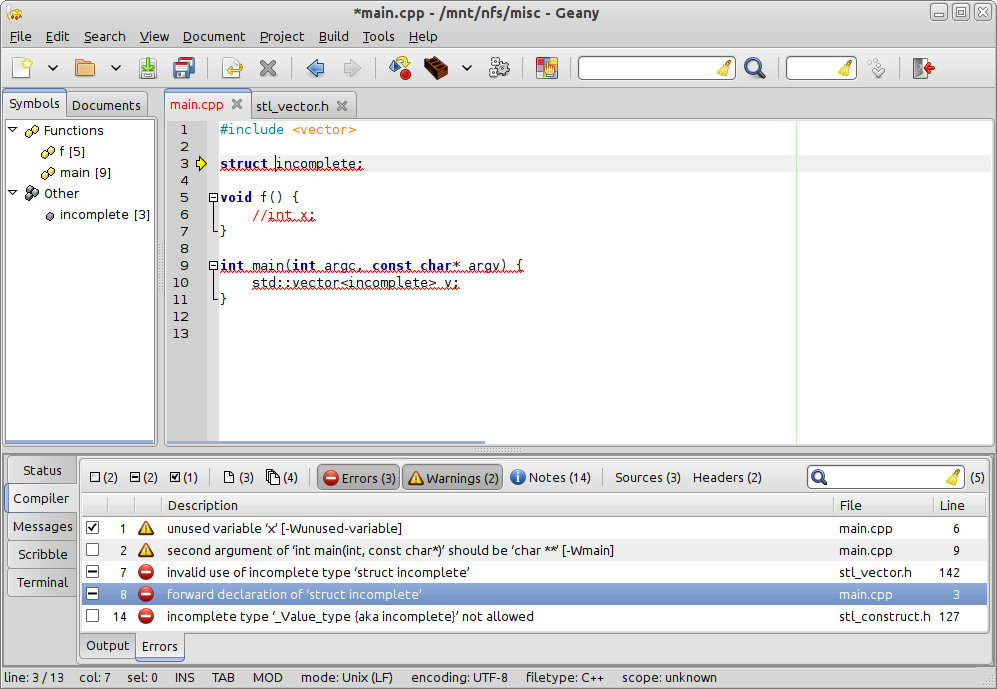 *main.cpp - /mnt/nfs/misc - Geany
File Edit Search View Document Project Build Tools Help
Symbols Documents
main.cpp stl_vector.h
Functions
f [5]
main [9]
Other
incomplete [3]
1 #include <vector>
2
3 struct incomplete;
4
5 void f() {
6 //int x;
7 }
8
9 int main(int argc, const char* argv) {
10 std::vector<incomplete> v;
11 }
12
13
Status
Compiler
Messages
Scribble
Terminal
(2) (2) (1) (3) (4) Errors (3) Warnings (2) Notes (14) Sources (3) Headers (2) (5)
Description File Line
1 unused variable 'x' [-Wunused-variable] main.cpp 6
2 second argument of 'int main(int, const char*)' should be 'char **' [-Wmain] main.cpp 9
7 invalid use of incomplete type 'struct incomplete' stl_vector.h 142
8 forward declaration of 'struct incomplete' main.cpp 3
14 incomplete type '_Value_type {aka incomplete}' not allowed stl_construct.h 127
Output Errors
line: 3 / 13 col: 7 sel: 0 INS TAB MOD mode: Unix (LF) encoding: UTF-8 filetype: C++ scope: unknown